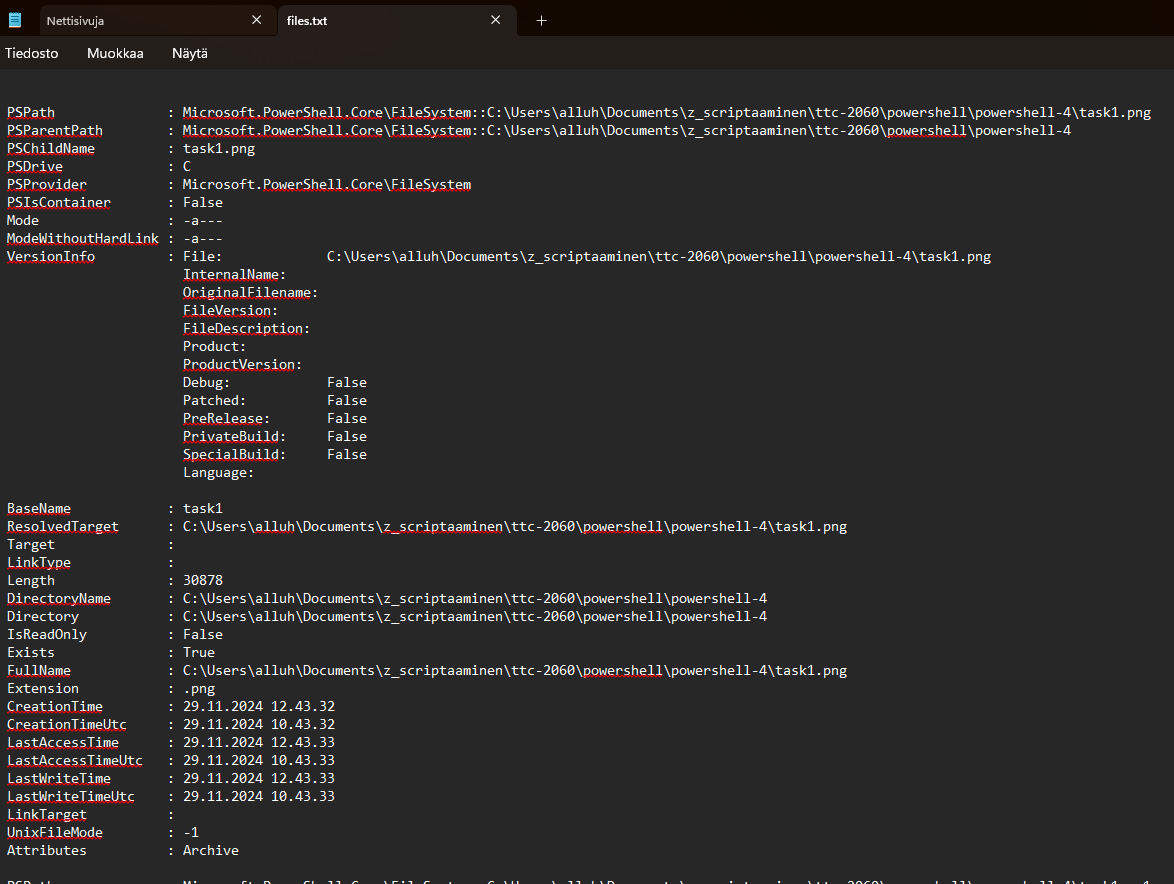 Nettisivuja
files.txt
Tiedosto Muokkaa Näytä
PSPath : Microsoft.PowerShell.Core\FileSystem::C:\Users\alluh\Documents\z_scriptaaminen\ttc-2060\powershell\powershell-4\task1.png
PSParentPath : Microsoft.PowerShell.Core\FileSystem::C:\Users\alluh\Documents\z_scriptaaminen\ttc-2060\powershell\powershell-4
PSChildName : task1.png
PSDrive : C
PSProvider : Microsoft.PowerShell.Core\FileSystem
PSIsContainer : False
Mode : -a---
ModeWithoutHardLink : -a---
VersionInfo : File: C:\Users\alluh\Documents\z_scriptaaminen\ttc-2060\powershell\powershell-4\task1.png
InternalName:
OriginalFilename:
FileVersion:
FileDescription:
Product:
ProductVersion:
Debug: False
Patched: False
PreRelease: False
PrivateBuild: False
SpecialBuild: False
Language:
BaseName : task1
ResolvedTarget : C:\Users\alluh\Documents\z_scriptaaminen\ttc-2060\powershell\powershell-4\task1.png
Target :
LinkType :
Length : 30878
DirectoryName : C:\Users\alluh\Documents\z_scriptaaminen\ttc-2060\powershell\powershell-4
Directory : C:\Users\alluh\Documents\z_scriptaaminen\ttc-2060\powershell\powershell-4
IsReadOnly : False
Exists : True
FullName : C:\Users\alluh\Documents\z_scriptaaminen\ttc-2060\powershell\powershell-4\task1.png
Extension : .png
CreationTime : 29.11.2024 12.43.32
CreationTimeUtc : 29.11.2024 10.43.32
LastAccessTime : 29.11.2024 12.43.33
LastAccessTimeUtc : 29.11.2024 10.43.33
LastWriteTime : 29.11.2024 12.43.33
LastWriteTimeUtc : 29.11.2024 10.43.33
LinkTarget :
UnixFileMode : -1
Attributes : Archive